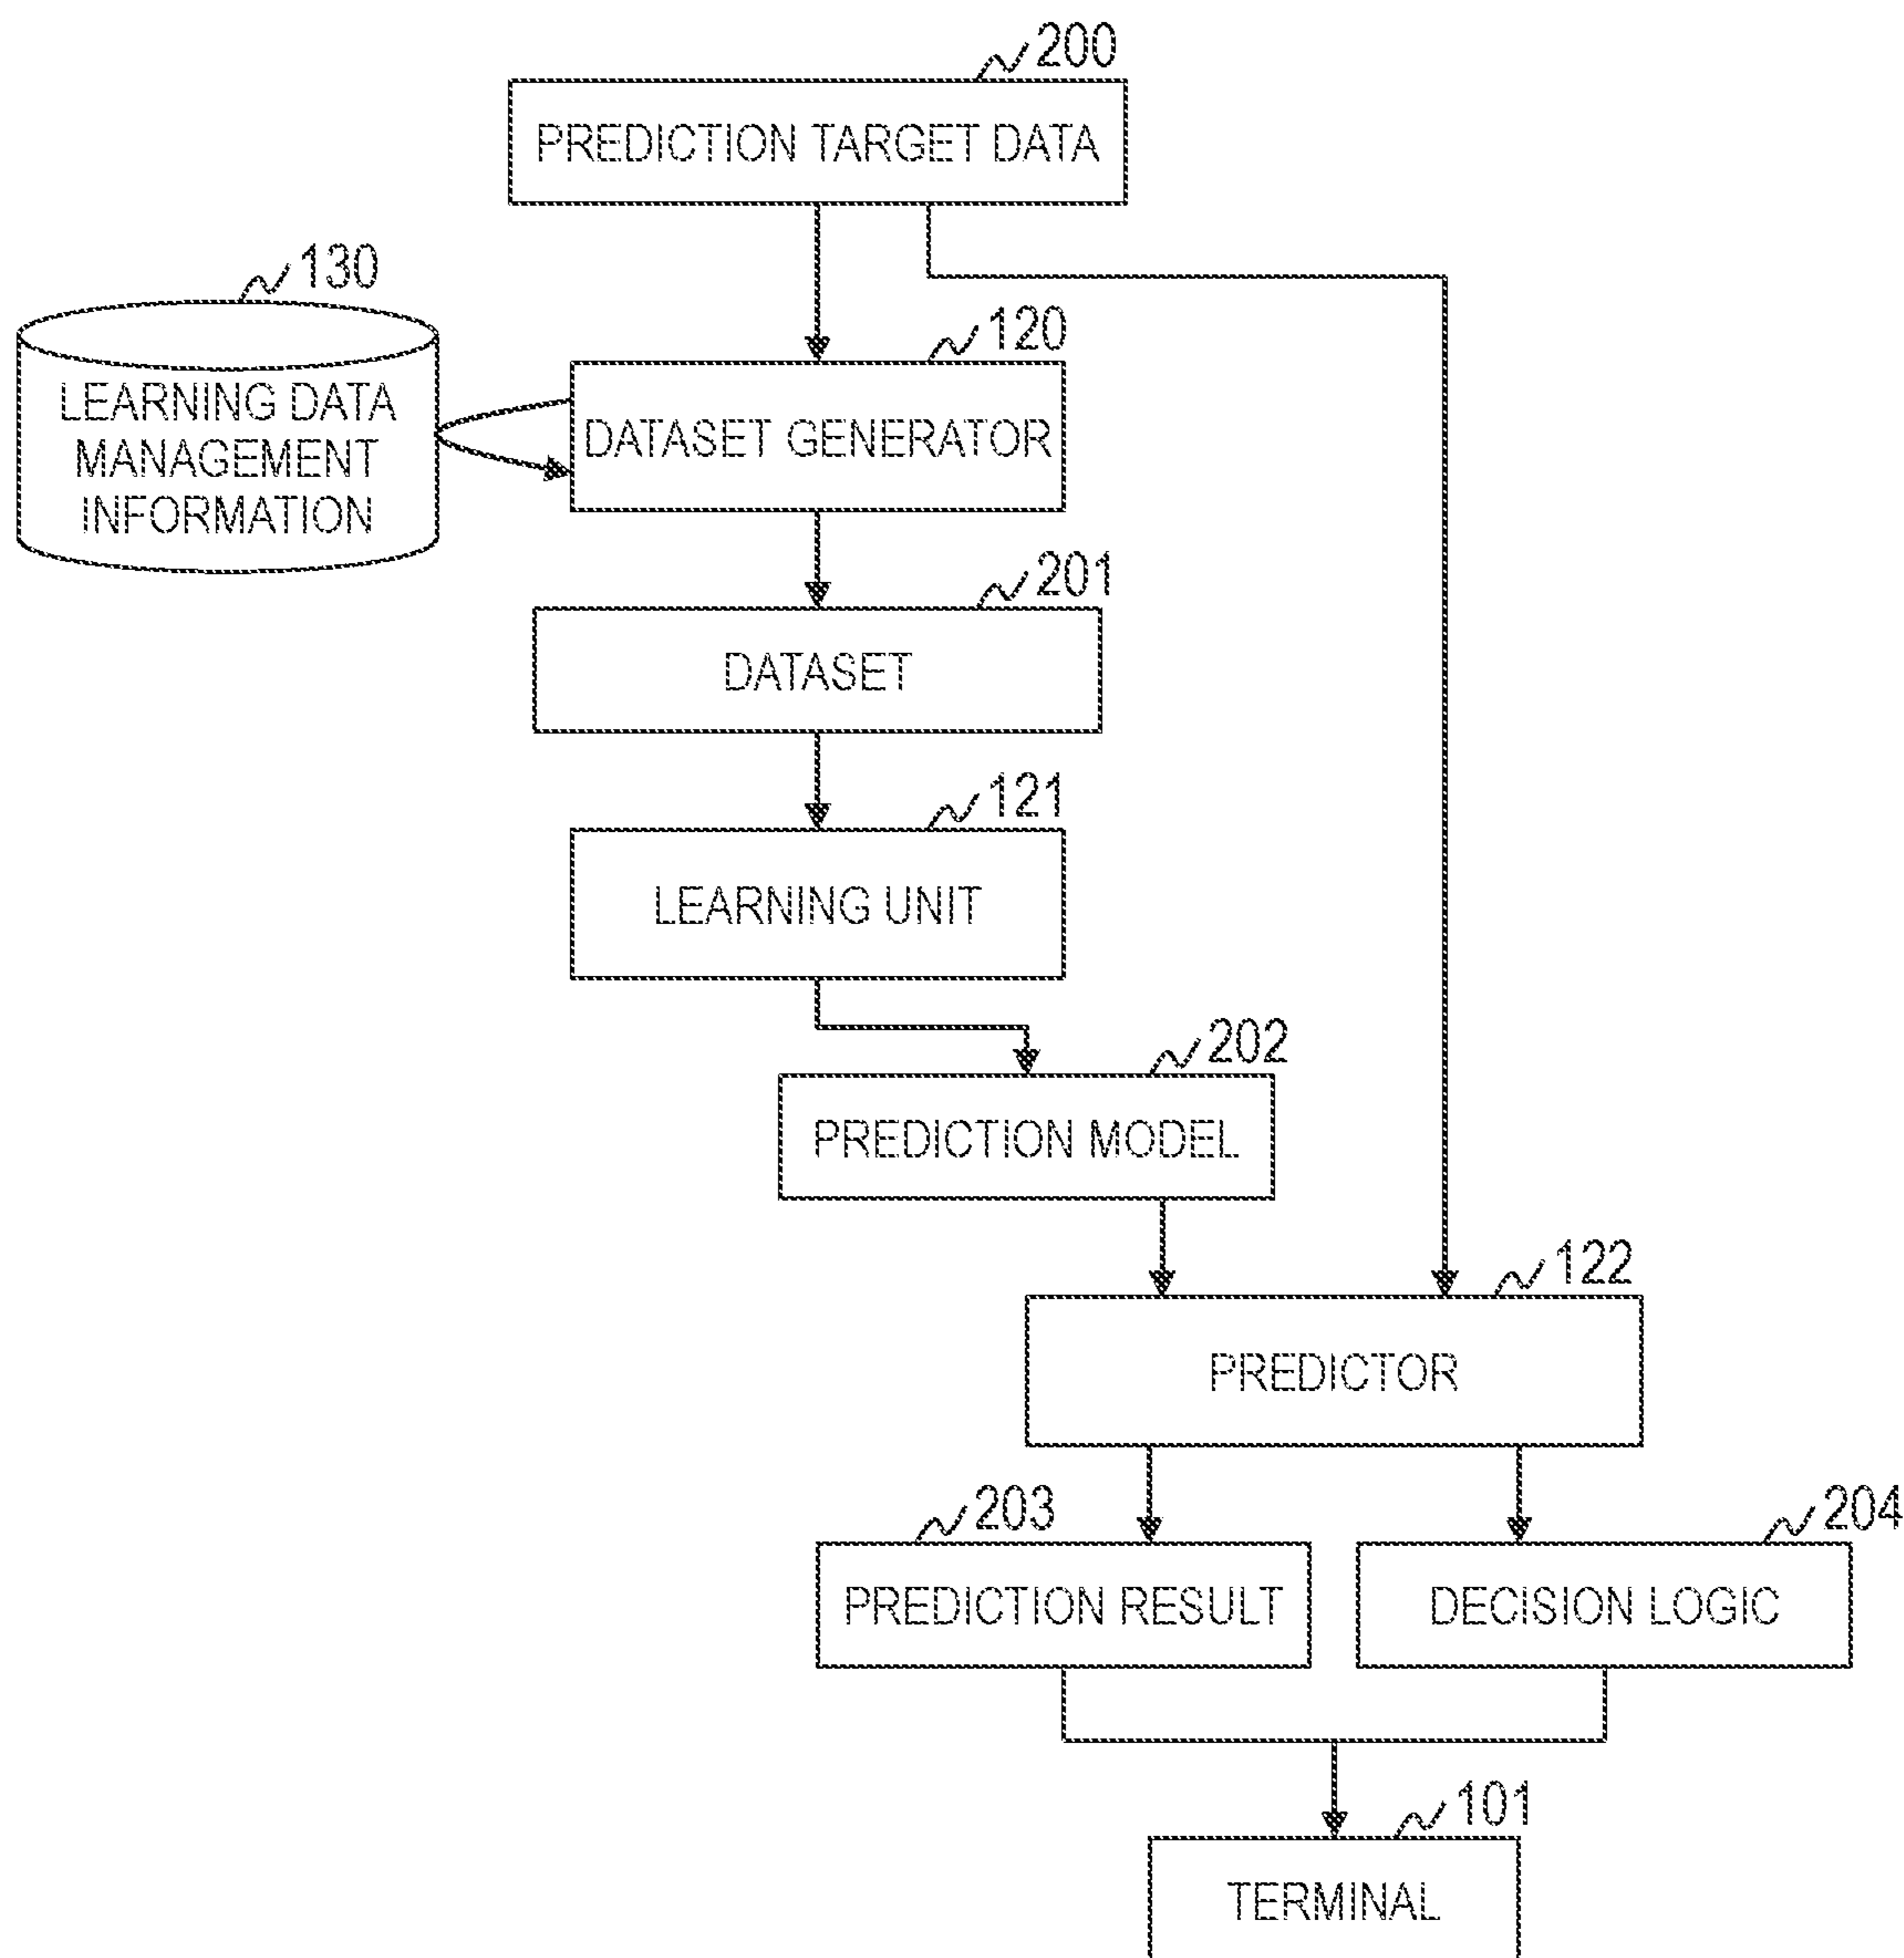 200
PREDICTION TARGET DATA
130
LEARNING DATA
MANAGEMENT
INFORMATION
120
DATASET GENERATOR
201
DATASET
121
LEARNING UNIT
202
PREDICTION MODEL
122
PREDICTOR
203
PREDICTION RESULT
204
DECISION LOGIC
101
TERMINAL